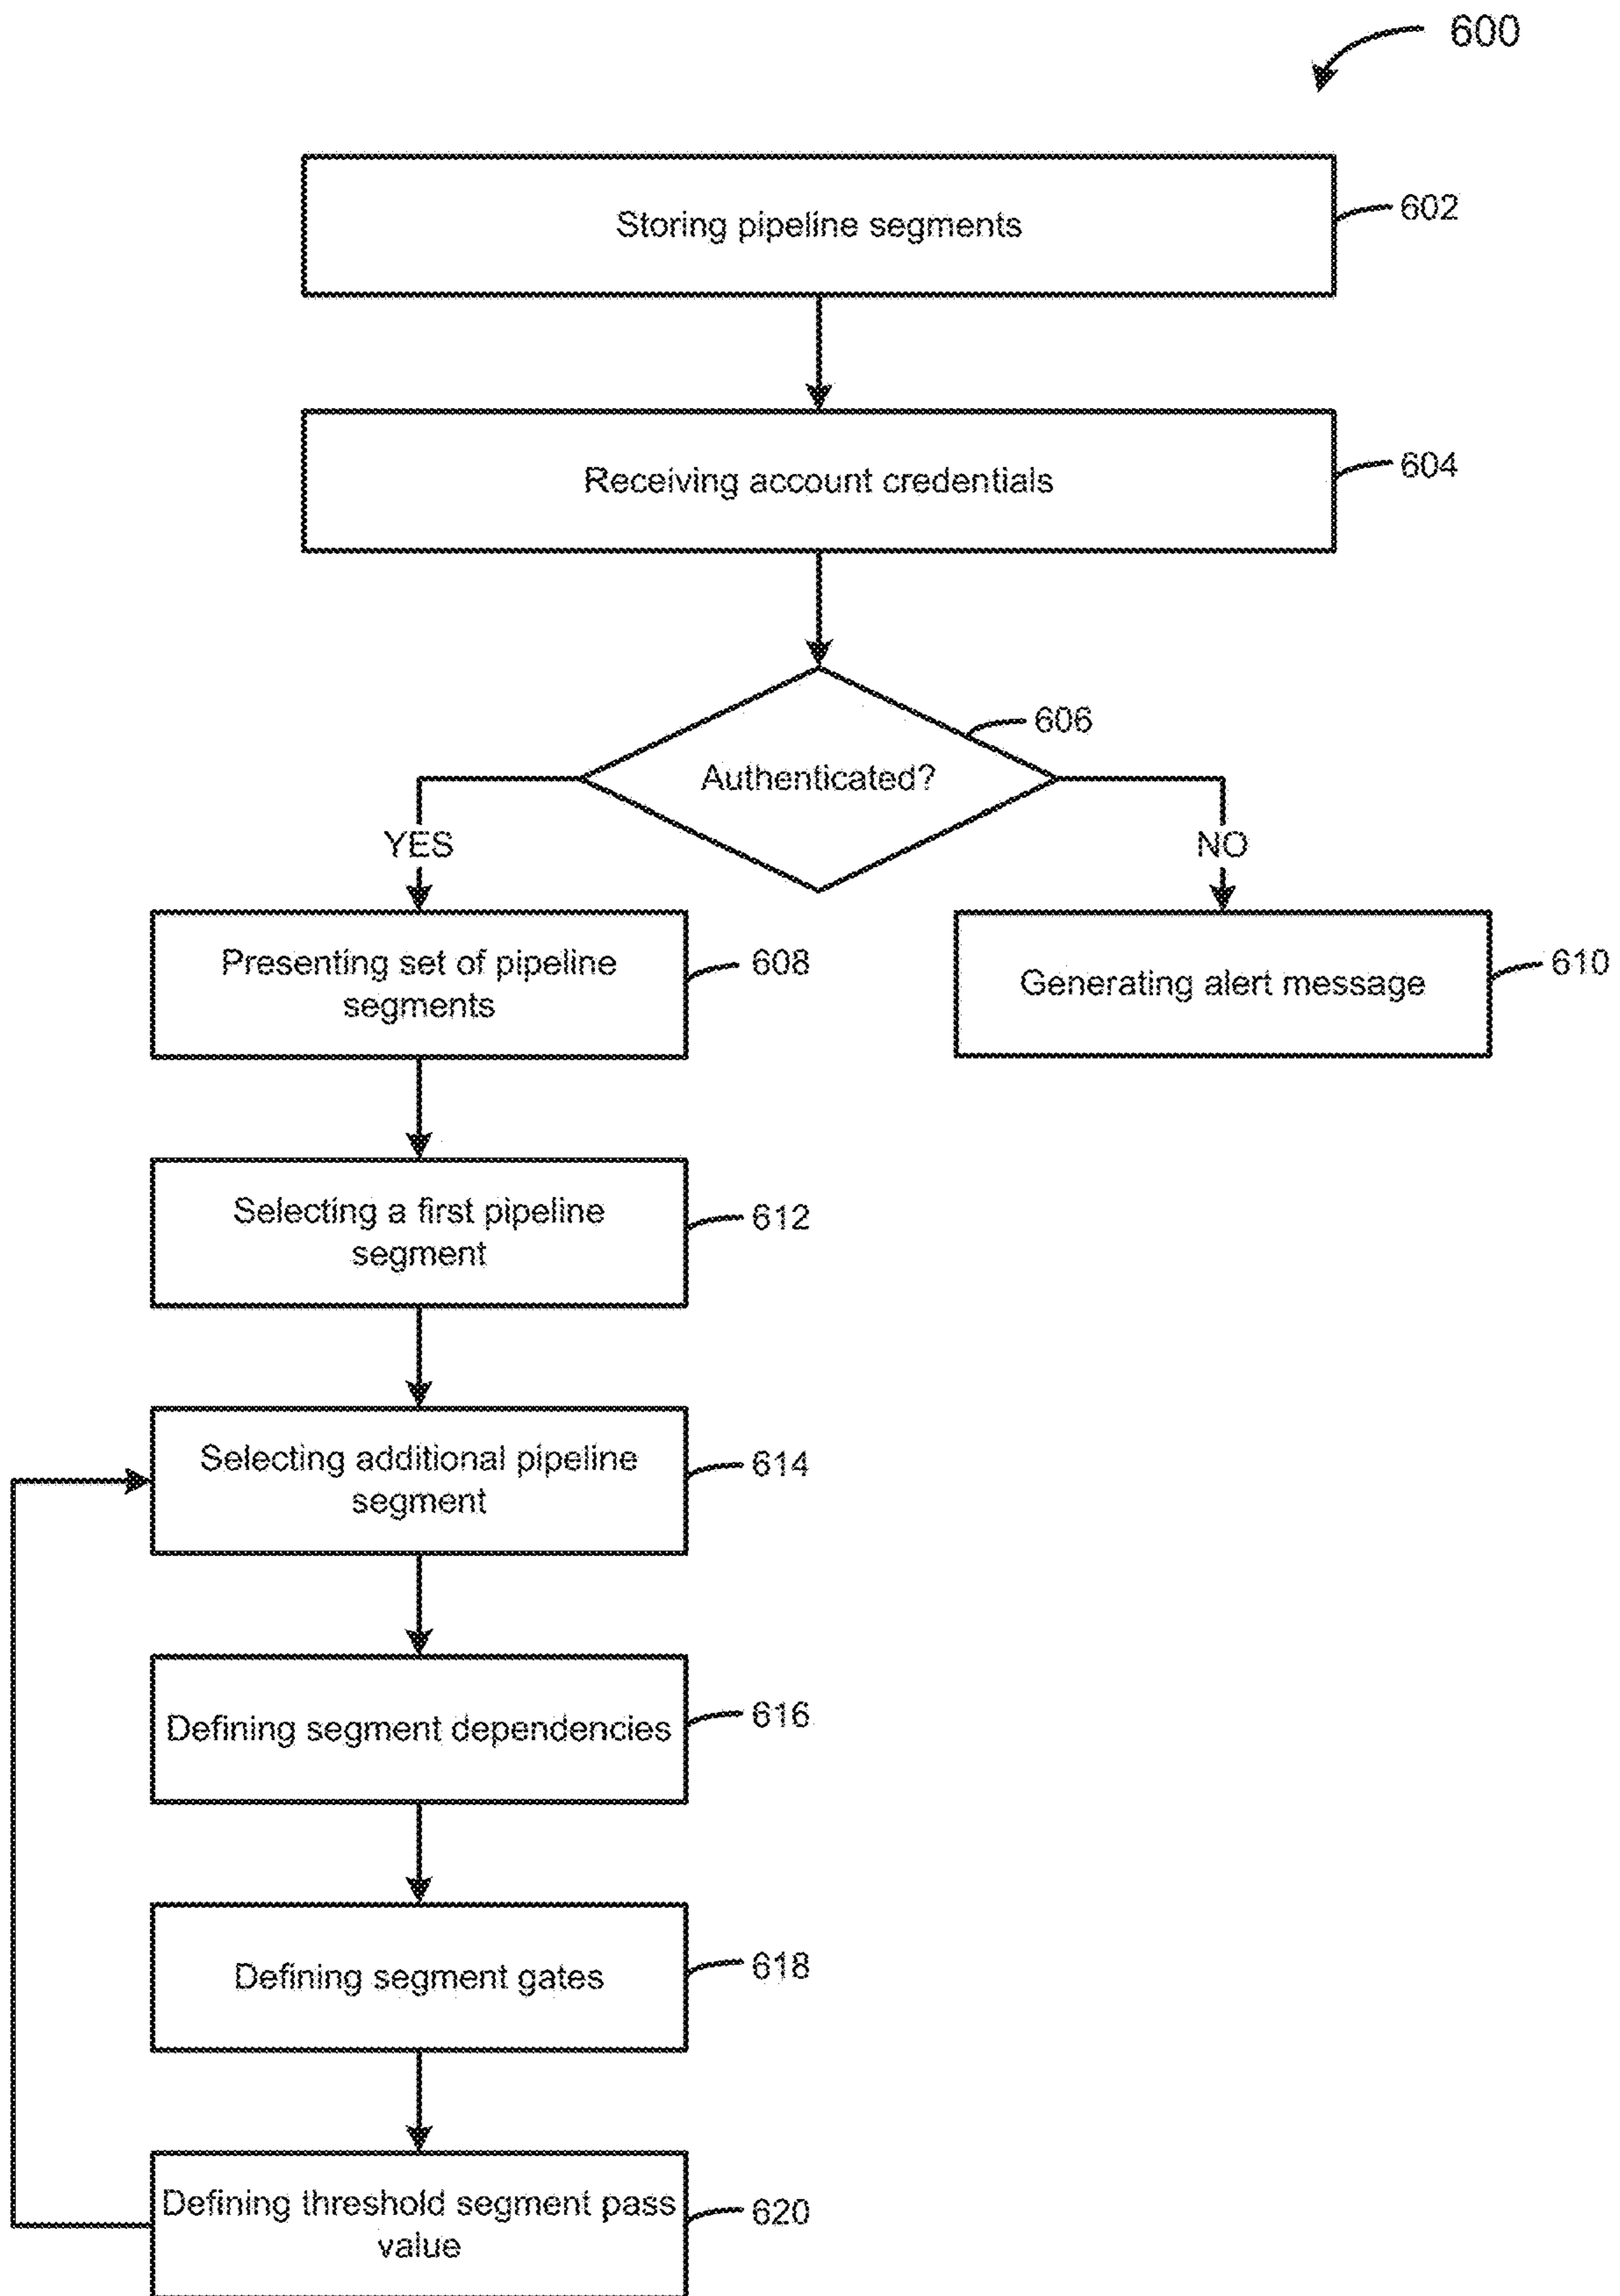 600
Storing pipeline segments
602
Receiving account credentials
604
606
Authenticated?
YES
NO
Presenting set of pipeline
segments
608
Generating alert message
610
Selecting a first pipeline
segment
612
Selecting additional pipeline
segment
614
Defining segment dependencies
616
Defining segment gates
618
Defining threshold segment pass
value
620